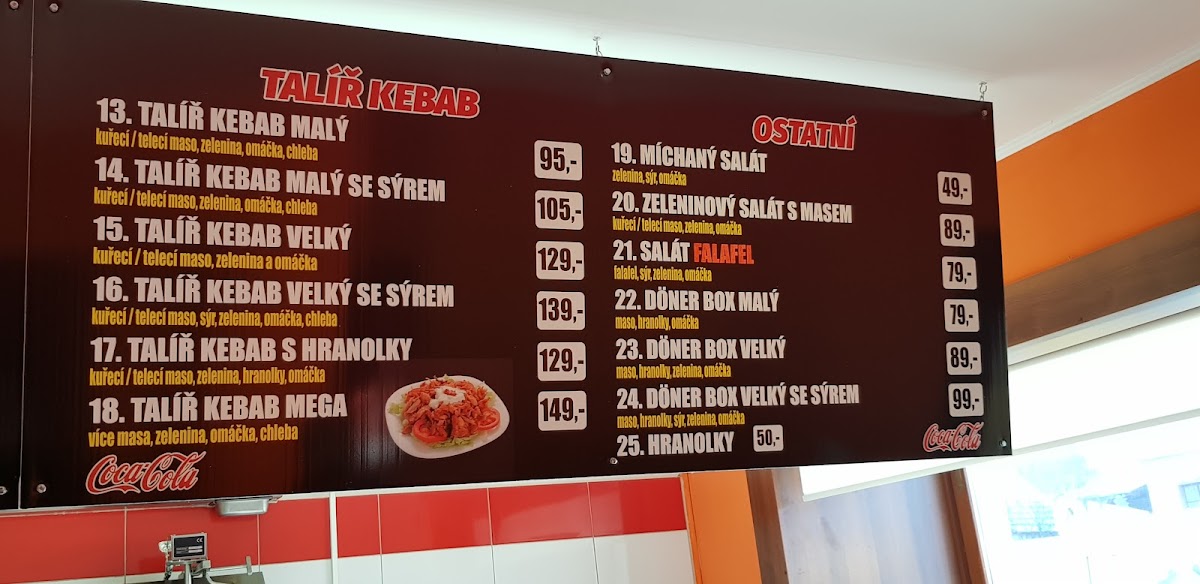 TALÍŘ KEBAB
13. TALÍŘ KEBAB MALÝ
kuřecí / telecí maso, zelenina, omáčka, chleba
95,-
14. TALÍŘ KEBAB MALÝ SE SÝREM
kuřecí / telecí maso, zelenina, omáčka, chleba
105,-
15. TALÍŘ KEBAB VELKÝ
kuřecí / telecí maso, zelenina a omáčka
129,-
16. TALÍŘ KEBAB VELKÝ SE SÝREM
kuřecí / telecí maso, sýr, zelenina, omáčka, chleba
139,-
17. TALÍŘ KEBAB S HRANOLKY
kuřecí / telecí maso, zelenina, hranolky, omáčka
129,-
18. TALÍŘ KEBAB MEGA
více masa, zelenina, omáčka, chleba
149,-
Coca-Cola
OSTATNÍ
19. MÍCHANÝ SALÁT
zelenina, sýr, omáčka
49,-
20. ZELENINOVÝ SALÁT S MASEM
kuřecí / telecí maso, zelenina, omáčka
89,-
21. SALÁT FALAFEL
falafel, sýr, zelenina, omáčka
79,-
22. DÖNER BOX MALÝ
maso, hranolky, omáčka
79,-
23. DÖNER BOX VELKÝ
maso, hranolky, zelenina, omáčka
89,-
24. DÖNER BOX VELKÝ SE SÝREM
maso, hranolky, sýr, zelenina, omáčka
99,-
25. HRANOLKY 50,-
Coca-Cola